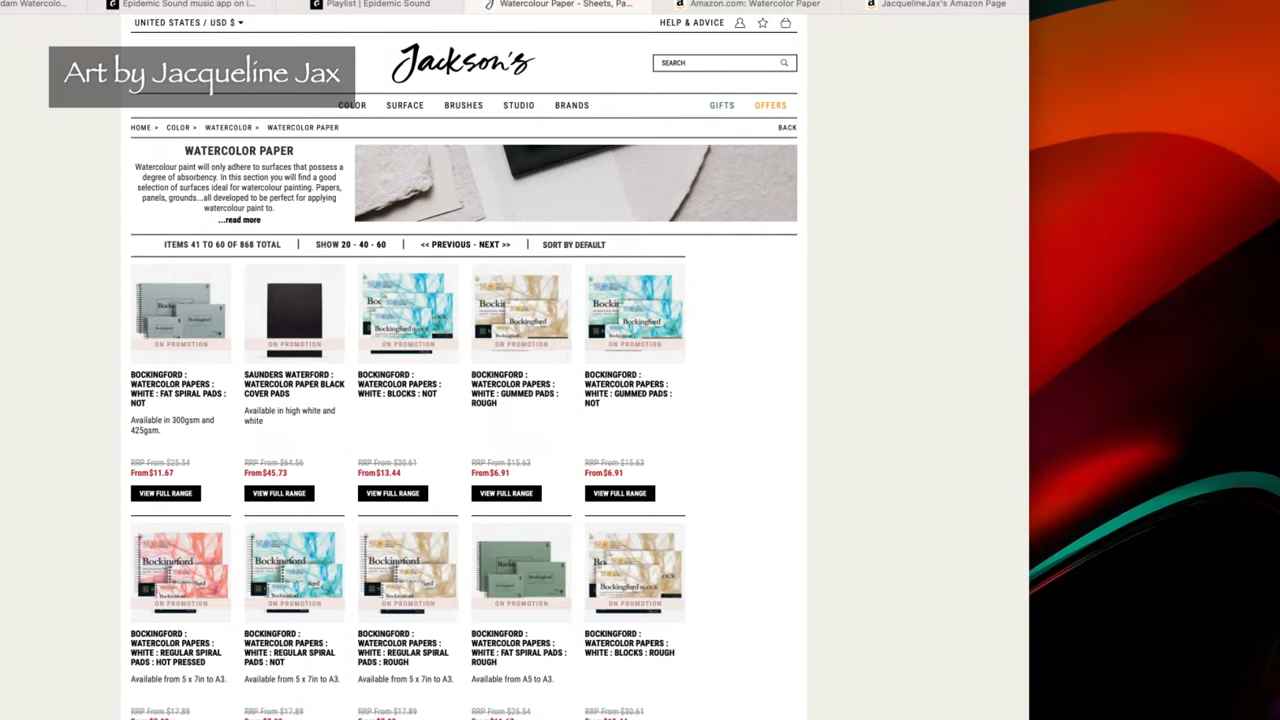 dam Watercolo...
Epidemic Sound music app on i...
Playlist | Epidemic Sound
Watercolour Paper - Sheets, Pa...
Amazon.com: Watercolor Paper
JacquelineJax's Amazon Page
UNITED STATES / USD $
HELP & ADVICE
Art by Jacqueline Jax
Jackson's
SEARCH
COLOR SURFACE BRUSHES STUDIO BRANDS GIFTS OFFERS
HOME > COLOR > WATERCOLOR > WATERCOLOR PAPER BACK
WATERCOLOR PAPER
Watercolour paint will only adhere to surfaces that possess a
degree of absorbency. In this section you will find a good
selection of surfaces ideal for watercolour painting. Papers,
panels, grounds...all developed to be perfect for applying
watercolour paint to.
...read more
ITEMS 41 TO 60 OF 868 TOTAL | SHOW 20 - 40 - 60 | << PREVIOUS - NEXT >> | SORT BY DEFAULT
ON PROMOTION
BOCKINGFORD :
WATERCOLOR PAPERS :
WHITE : FAT SPIRAL PADS :
NOT
Available in 300gsm and
425gsm.
RRP From $25.54
From $11.67
VIEW FULL RANGE
ON PROMOTION
SAUNDERS WATERFORD :
WATERCOLOR PAPER BLACK
COVER PADS
Available in high white and
white
RRP From $64.56
From $45.73
VIEW FULL RANGE
Bockingford
ON PROMOTION
BOCKINGFORD :
WATERCOLOR PAPERS :
WHITE : BLOCKS : NOT
RRP From $30.61
From $13.44
VIEW FULL RANGE
Bockingford
ON PROMOTION
BOCKINGFORD :
WATERCOLOR PAPERS :
WHITE : GUMMED PADS :
ROUGH
RRP From $15.63
From $6.91
VIEW FULL RANGE
Bockingford
ON PROMOTION
BOCKINGFORD :
WATERCOLOR PAPERS :
WHITE : GUMMED PADS :
NOT
RRP From $15.63
From $6.91
VIEW FULL RANGE
Bockingford
ON PROMOTION
BOCKINGFORD :
WATERCOLOR PAPERS :
WHITE : REGULAR SPIRAL
PADS : HOT PRESSED
Available from 5 x 7in to A3.
RRP From $17.89
Bockingford
ON PROMOTION
BOCKINGFORD :
WATERCOLOR PAPERS :
WHITE : REGULAR SPIRAL
PADS : NOT
Available from 5 x 7in to A3.
RRP From $17.89
Bockingford
ON PROMOTION
BOCKINGFORD :
WATERCOLOR PAPERS :
WHITE : REGULAR SPIRAL
PADS : ROUGH
Available from 5 x 7in to A3.
RRP From $17.89
ON PROMOTION
BOCKINGFORD :
WATERCOLOR PAPERS :
WHITE : FAT SPIRAL PADS :
ROUGH
Available from A5 to A3.
RRP From $25.54
Bockingford
ON PROMOTION
BOCKINGFORD :
WATERCOLOR PAPERS :
WHITE : BLOCKS : ROUGH
RRP From $30.61